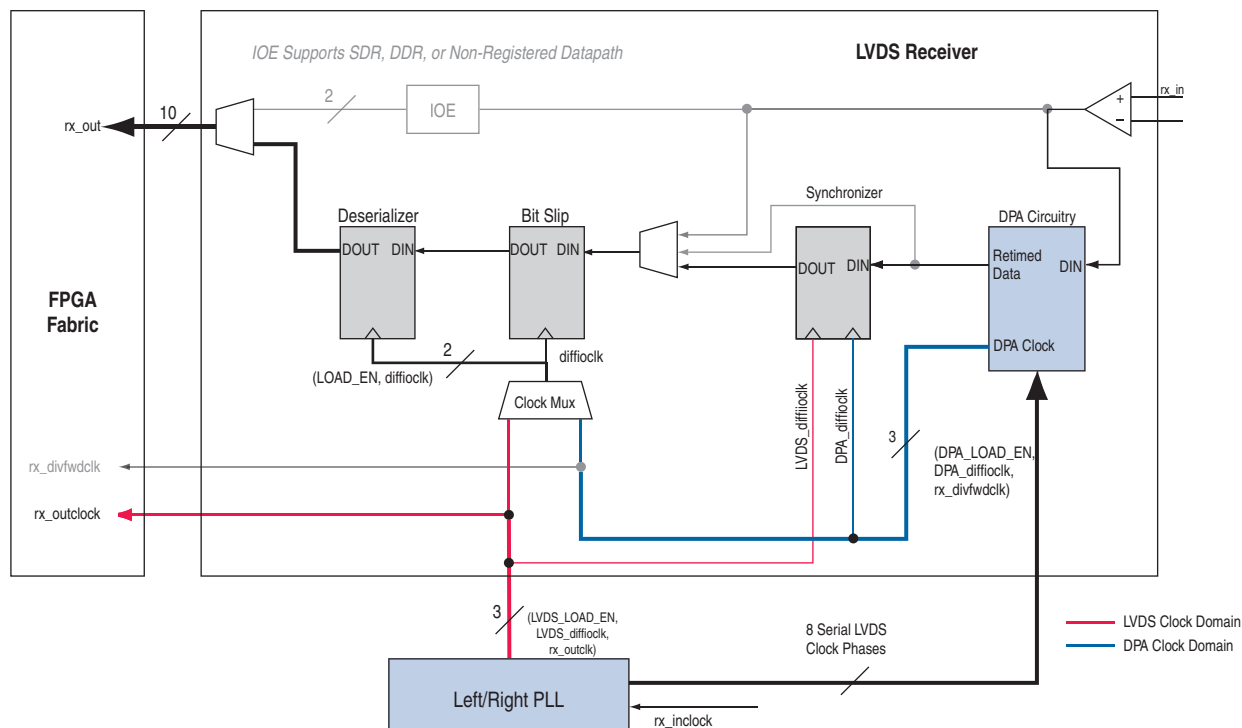 IOE Supports SDR, DDR, or Non-Registered Datapath
LVDS Receiver
2
IOE
+
–
rx_in
10
rx_out
Synchronizer
Deserializer
Bit Slip
DPA Circuitry
DOUT DIN
DOUT DIN
DOUT DIN
Retimed
Data
DIN
FPGA
Fabric
DPA Clock
2
(LOAD_EN, diffioclk)
diffioclk
Clock Mux
LVDS_diffiioclk
DPA_diffioclk
3
(DPA_LOAD_EN,
DPA_diffioclk,
rx_divfwdclk)
rx_divfwdclk
rx_outclock
3
(LVDS_LOAD_EN,
LVDS_diffioclk,
rx_outclk)
8 Serial LVDS
Clock Phases
LVDS Clock Domain
DPA Clock Domain
Left/Right PLL
rx_inclock